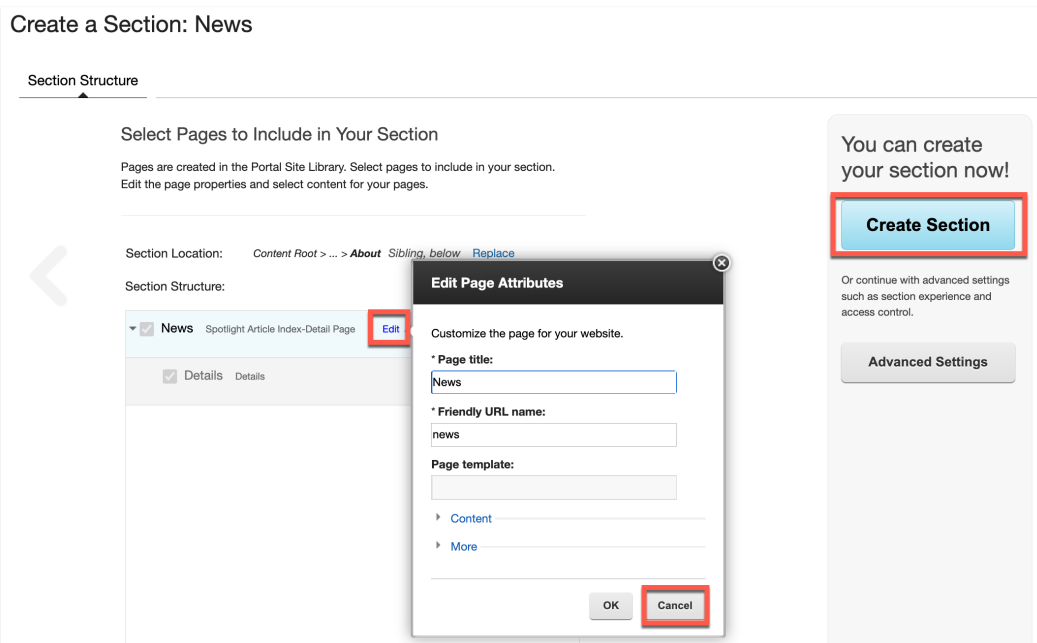 Create a Section: News
Section Structure
Select Pages to Include in Your Section
Pages are created in the Portal Site Library. Select pages to include in your section.
Edit the page properties and select content for your pages.
Section Location: Content Root > ... > About Sibling, below Replace
Section Structure:
News Spotlight Article Index-Detail Page Edit
Details Details
Edit Page Attributes
Customize the page for your website.
* Page title:
News
* Friendly URL name:
news
Page template:
Content
More
OK Cancel
You can create
your section now!
Create Section
Or continue with advanced settings
such as section experience and
access control.
Advanced Settings